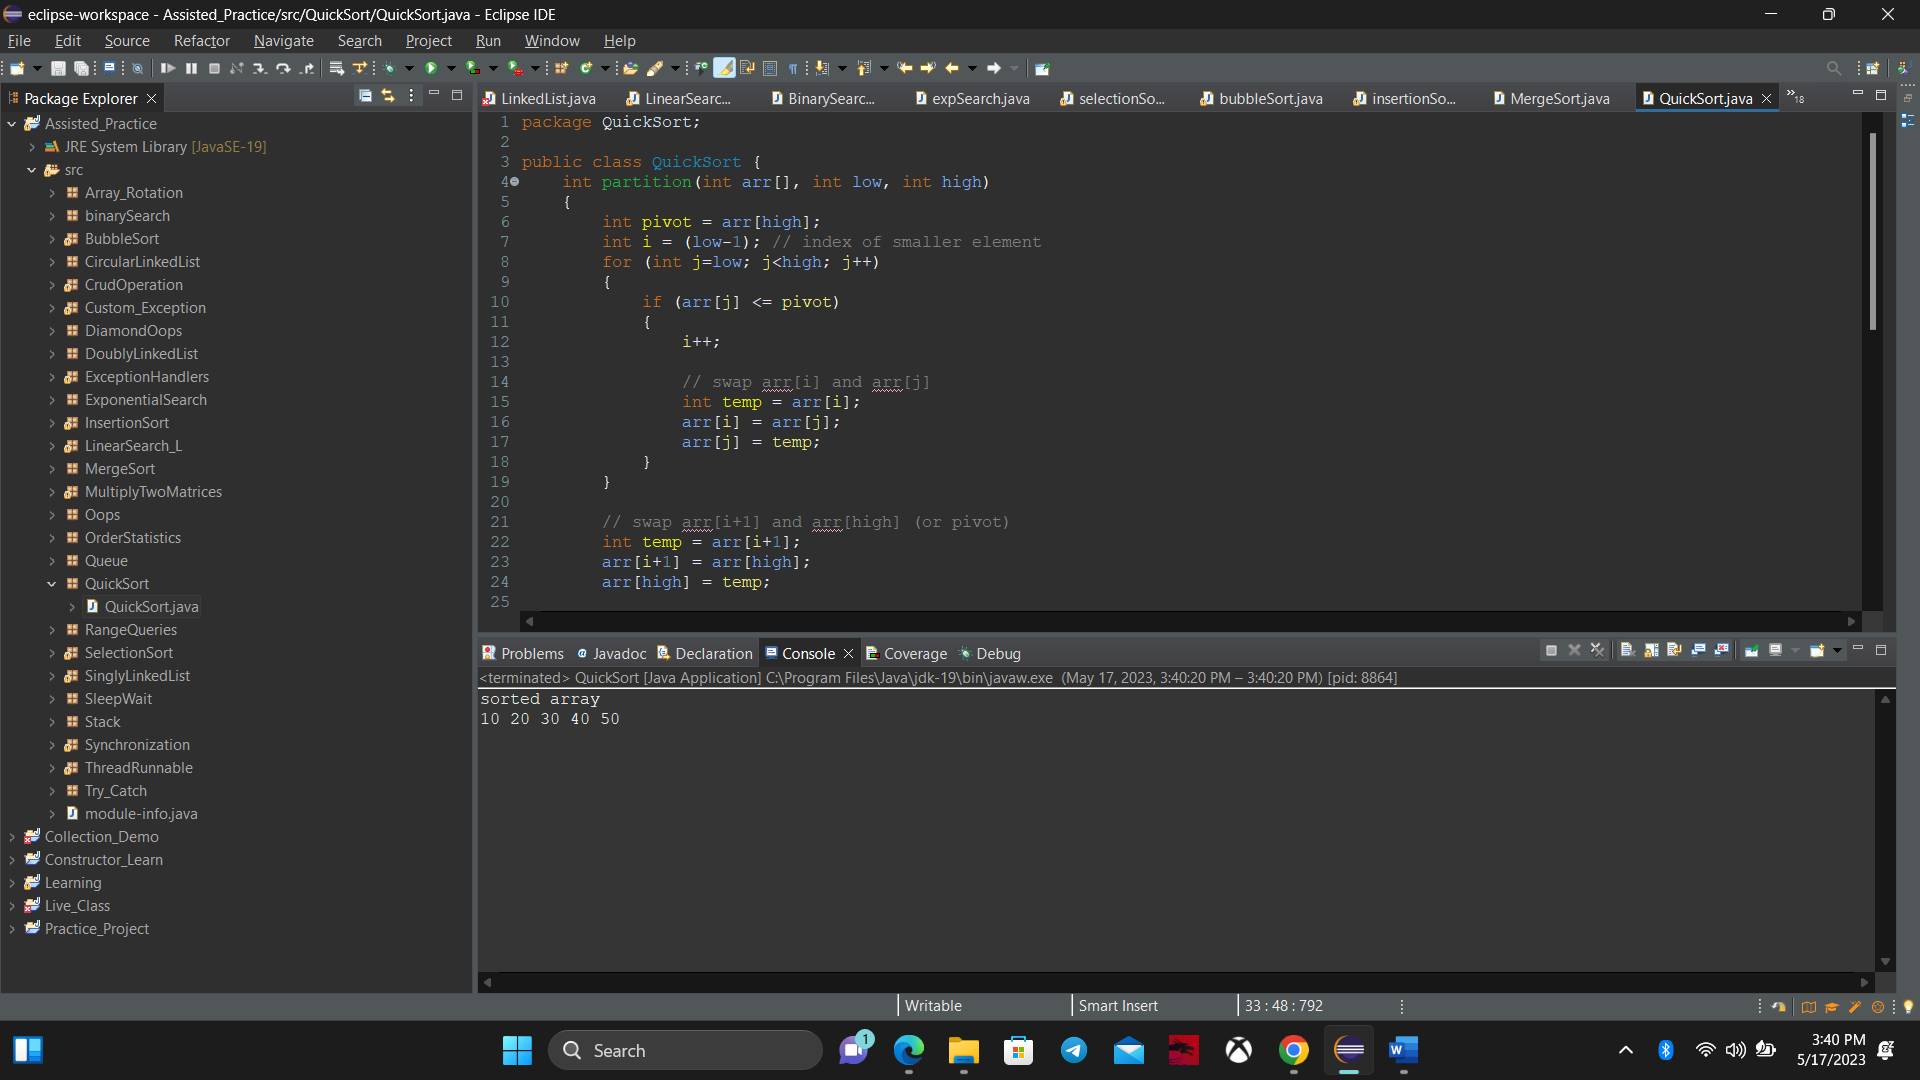 eclipse-workspace - Assisted_Practice/src/QuickSort/QuickSort.java - Eclipse IDE
File Edit Source Refactor Navigate Search Project Run Window Help
Package Explorer
Assisted_Practice
JRE System Library [JavaSE-19]
src
Array_Rotation
binarySearch
BubbleSort
CircularLinkedList
CrudOperation
Custom_Exception
DiamondOops
DoublyLinkedList
ExceptionHandlers
ExponentialSearch
InsertionSort
LinearSearch_L
MergeSort
MultiplyTwoMatrices
Oops
OrderStatistics
Queue
QuickSort
QuickSort.java
RangeQueries
SelectionSort
SinglyLinkedList
SleepWait
Stack
Synchronization
ThreadRunnable
Try_Catch
module-info.java
Collection_Demo
Constructor_Learn
Learning
Live_Class
Practice_Project
LinkedList.java LinearSearc... BinarySearc... expSearch.java selectionSo... bubbleSort.java insertionSo... MergeSort.java QuickSort.java »18
1 package QuickSort;
2
3 public class QuickSort {
4 int partition(int arr[], int low, int high)
5 {
6 int pivot = arr[high];
7 int i = (low-1); // index of smaller element
8 for (int j=low; j<high; j++)
9 {
10 if (arr[j] <= pivot)
11 {
12 i++;
13
14 // swap arr[i] and arr[j]
15 int temp = arr[i];
16 arr[i] = arr[j];
17 arr[j] = temp;
18 }
19 }
20
21 // swap arr[i+1] and arr[high] (or pivot)
22 int temp = arr[i+1];
23 arr[i+1] = arr[high];
24 arr[high] = temp;
25
Problems @ Javadoc Declaration Console Coverage Debug
<terminated> QuickSort [Java Application] C:\Program Files\Java\jdk-19\bin\javaw.exe (May 17, 2023, 3:40:20 PM – 3:40:20 PM) [pid: 8864]
sorted array
10 20 30 40 50
Writable Smart Insert 33 : 48 : 792
Search
1
3:40 PM
5/17/2023